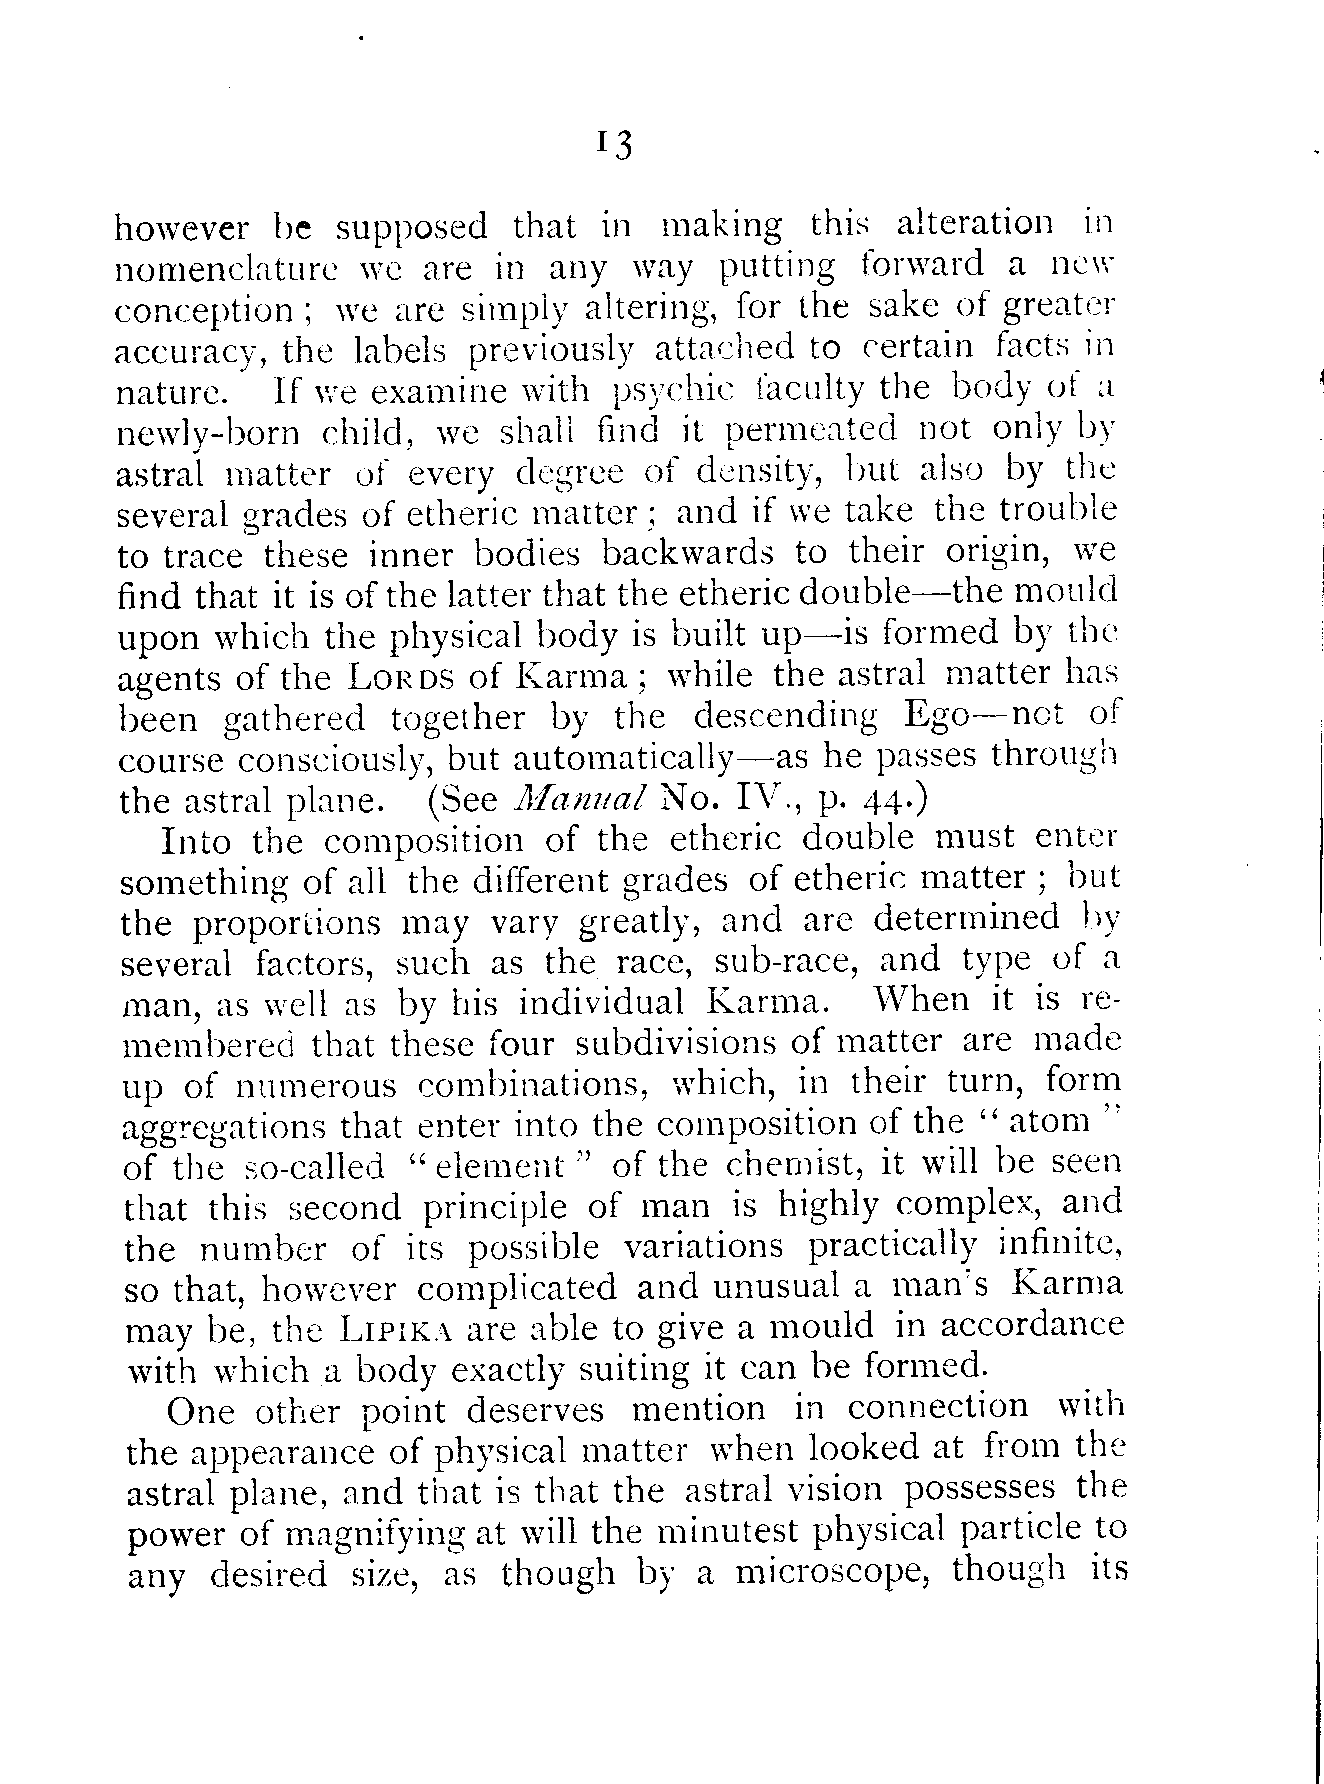 13
however be supposed that in making this alteration in
nomenclature we are in any way putting forward a new
conception ; we are simply altering, for the sake of greater
accuracy, the labels previously attached to certain facts in
nature. If we examine with psychic faculty the body of a
newly-born child, we shall find it permeated not only by
astral matter of every degree of density, but also by the
several grades of etheric matter ; and if we take the trouble
to trace these inner bodies backwards to their origin, we
find that it is of the latter that the etheric double—the mould
upon which the physical body is built up—is formed by the
agents of the LORDS of Karma ; while the astral matter has
been gathered together by the descending Ego—not of
course consciously, but automatically—as he passes through
the astral plane. (See Manual No. IV., p. 44.)
Into the composition of the etheric double must enter
something of all the different grades of etheric matter ; but
the proportions may vary greatly, and are determined by
several factors, such as the race, sub-race, and type of a
man, as well as by his individual Karma. When it is re-
membered that these four subdivisions of matter are made
up of numerous combinations, which, in their turn, form
aggregations that enter into the composition of the “ atom ”
of the so-called “ element ” of the chemist, it will be seen
that this second principle of man is highly complex, and
the number of its possible variations practically infinite,
so that, however complicated and unusual a man's Karma
may be, the LIPIKA are able to give a mould in accordance
with which a body exactly suiting it can be formed.
One other point deserves mention in connection with
the appearance of physical matter when looked at from the
astral plane, and that is that the astral vision possesses the
power of magnifying at will the minutest physical particle to
any desired size, as though by a microscope, though its